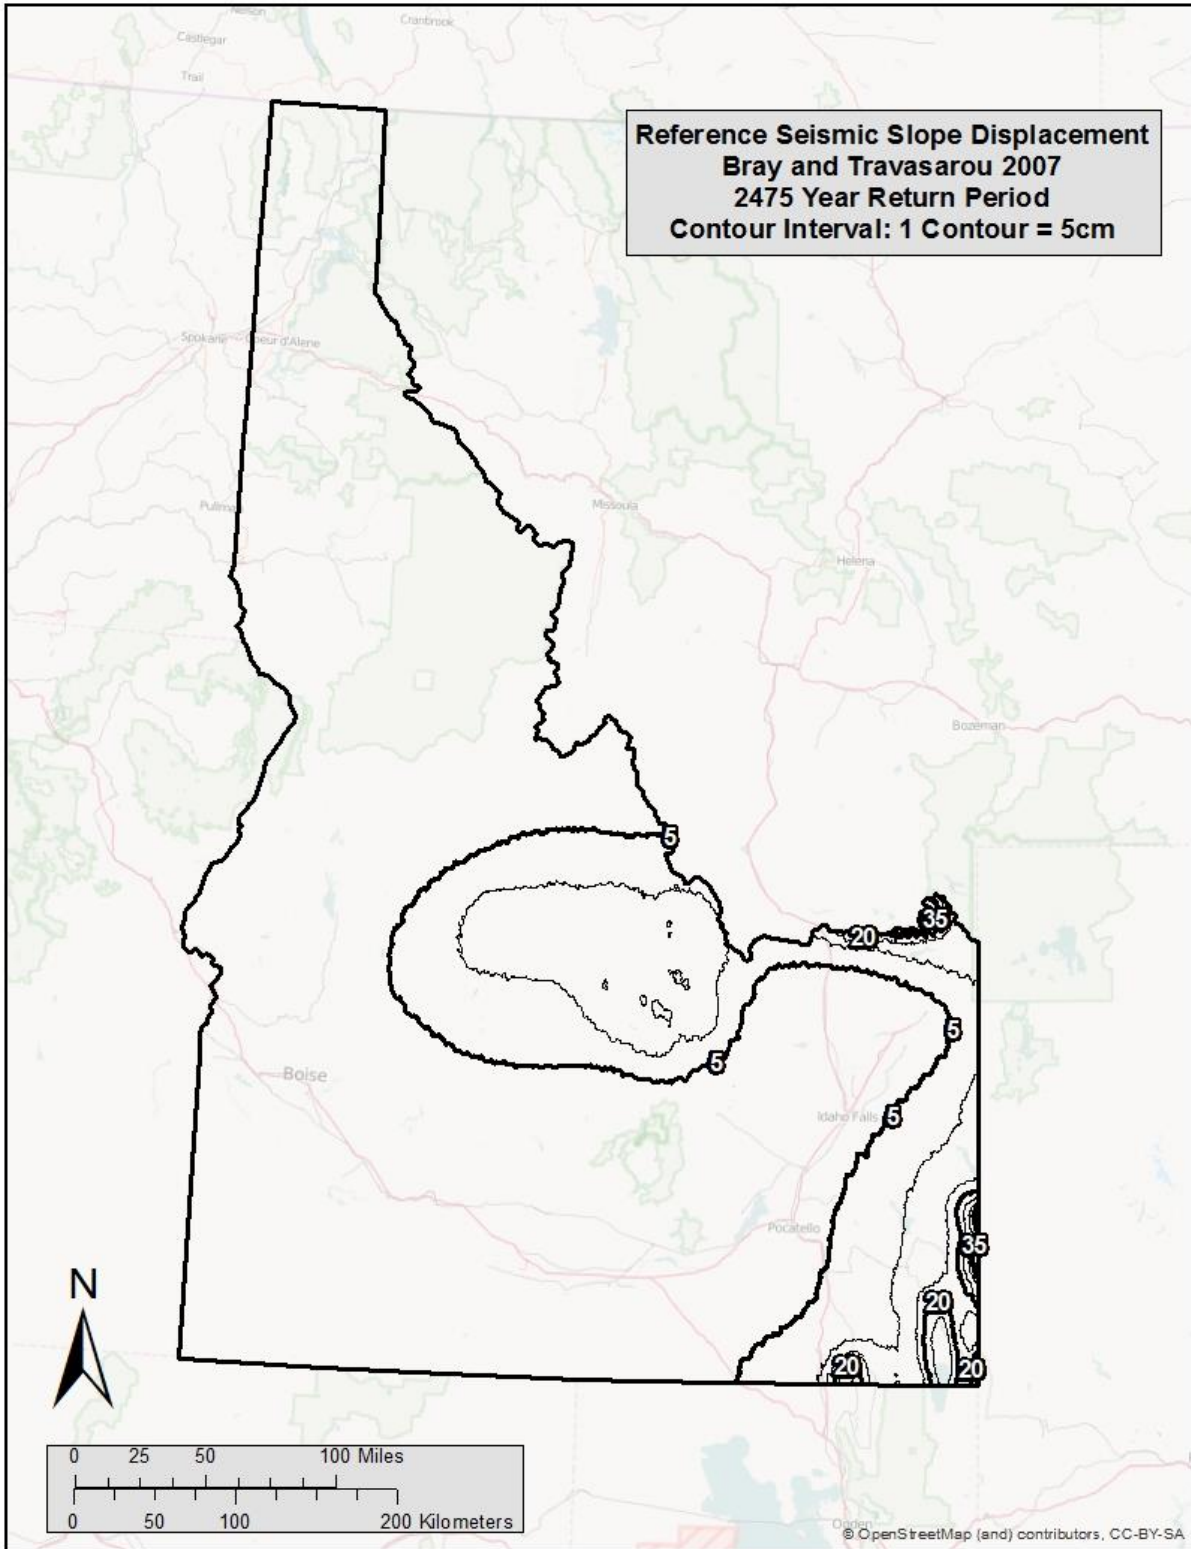 Nelson
Cranbrook
Castlegar
Trail
Reference Seismic Slope Displacement
Bray and Travasarou 2007
2475 Year Return Period
Contour Interval: 1 Contour = 5cm
Spokane
Coeur d'Alene
Missoula
Pullma
Helena
Bozeman
5
35
20
5
5
Boise
5
Idaho Falls
Pocatello
35
N
20
20
20
0 25 50 100 Miles
0 50 100 200 Kilometers
Ogden
© OpenStreetMap (and) contributors, CC-BY-SA